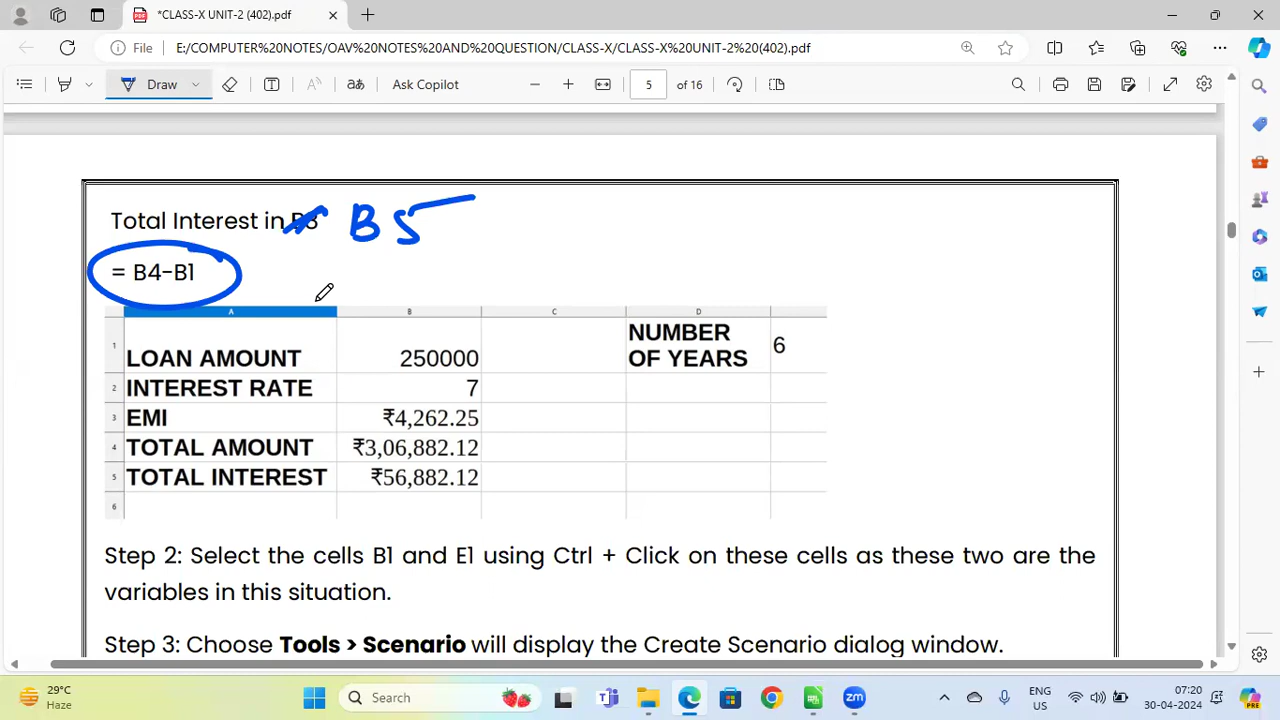 *CLASS-X UNIT-2 (402).pdf
File E:/COMPUTER%20NOTES/OAV%20NOTES%20AND%20QUESTION/CLASS-X/CLASS-X%20UNIT-2%20(402).pdf
Draw aあ Ask Copilot 5 of 16
Total Interest in B3 B5
= B4-B1
A B C D
1 LOAN AMOUNT 250000 NUMBER OF YEARS 6
2 INTEREST RATE 7
3 EMI ₹4,262.25
4 TOTAL AMOUNT ₹3,06,882.12
5 TOTAL INTEREST ₹56,882.12
6
Step 2: Select the cells B1 and E1 using Ctrl + Click on these cells as these two are the
variables in this situation.
Step 3: Choose Tools > Scenario will display the Create Scenario dialog window.
29°C
Haze
Search
ENG
US
07:20
30-04-2024